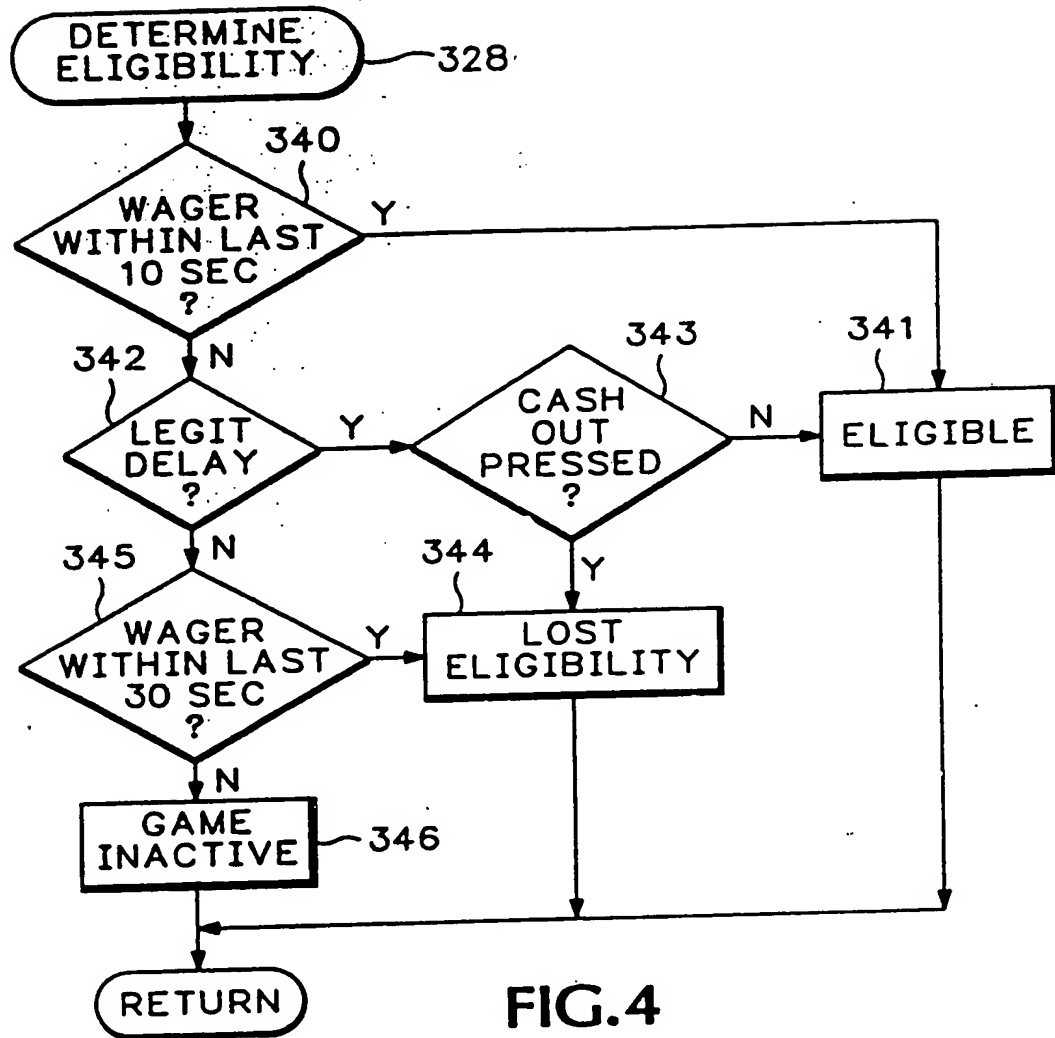 DETERMINE
ELIGIBILITY
328
340
WAGER
WITHIN LAST
10 SEC
?
Y
N
342
LEGIT
DELAY
?
Y
N
343
CASH
OUT
PRESSED
?
N
Y
341
ELIGIBLE
345
WAGER
WITHIN LAST
30 SEC
?
Y
N
344
LOST
ELIGIBILITY
GAME
INACTIVE
346
RETURN
FIG.4